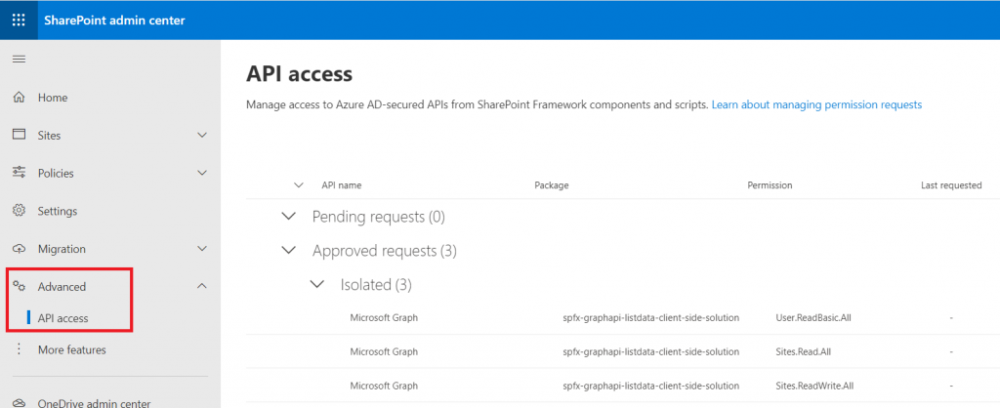 SharePoint admin center
Home
Sites
Policies
Settings
Migration
Advanced
API access
More features
OneDrive admin center
API access
Manage access to Azure AD-secured APIs from SharePoint Framework components and scripts. Learn about managing permission requests
API name Package Permission Last requested
Pending requests (0)
Approved requests (3)
Isolated (3)
Microsoft Graph spfx-graphapi-listdata-client-side-solution User.ReadBasic.All -
Microsoft Graph spfx-graphapi-listdata-client-side-solution Sites.Read.All -
Microsoft Graph spfx-graphapi-listdata-client-side-solution Sites.ReadWrite.All -